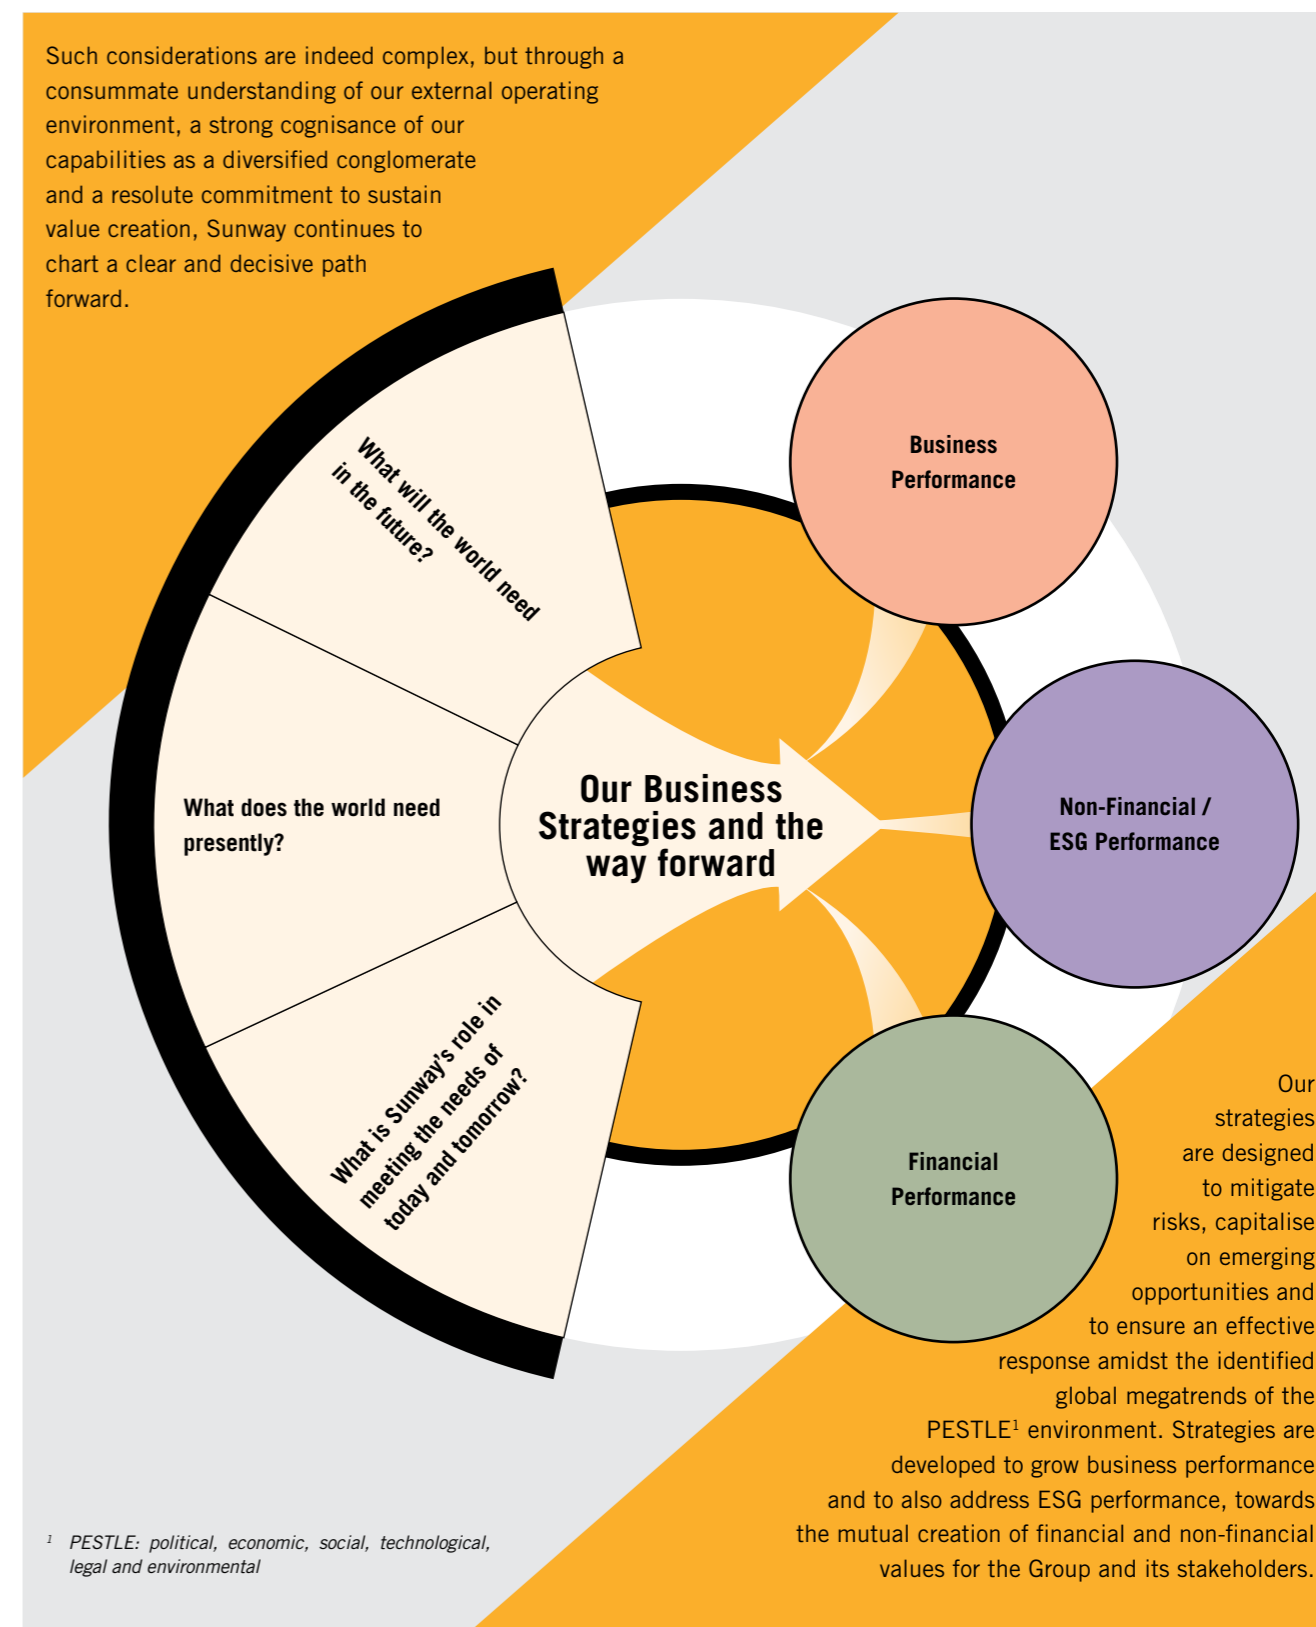 Such considerations are indeed complex, but through a
consummate understanding of our external operating
environment, a strong cognisance of our
capabilities as a diversified conglomerate
and a resolute commitment to sustain
value creation, Sunway continues to
chart a clear and decisive path
forward.
What will the world need
in the future?
What does the world need
presently?
What is Sunway's role in
meeting the needs of
today and tomorrow?
Our Business
Strategies and the
way forward
Business
Performance
Non-Financial /
ESG Performance
Financial
Performance
Our
strategies
are designed
to mitigate
risks, capitalise
on emerging
opportunities and
to ensure an effective
response amidst the identified
global megatrends of the
PESTLE¹ environment. Strategies are
developed to grow business performance
and to also address ESG performance, towards
the mutual creation of financial and non-financial
values for the Group and its stakeholders.
¹ PESTLE: political, economic, social, technological,
legal and environmental